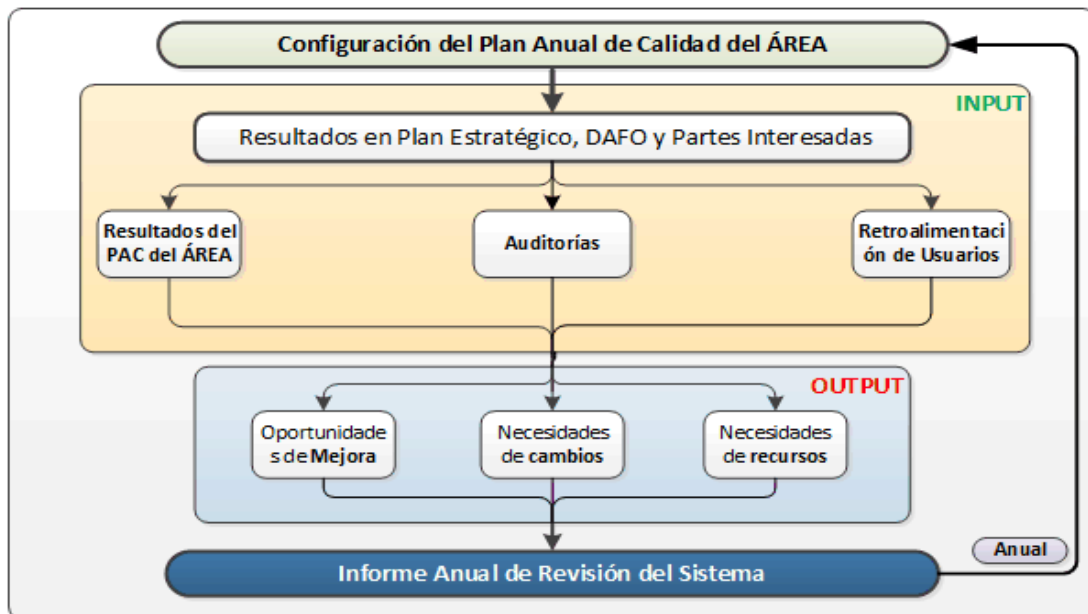 Configuración del Plan Anual de Calidad del ÁREA
INPUT
Resultados en Plan Estratégico, DAFO y Partes Interesadas
Resultados del
PAC del ÁREA
Auditorías
Retroalimentaci
ón de Usuarios
OUTPUT
Oportunidade
s de Mejora
Necesidades
de cambios
Necesidades
de recursos
Anual
Informe Anual de Revisión del Sistema